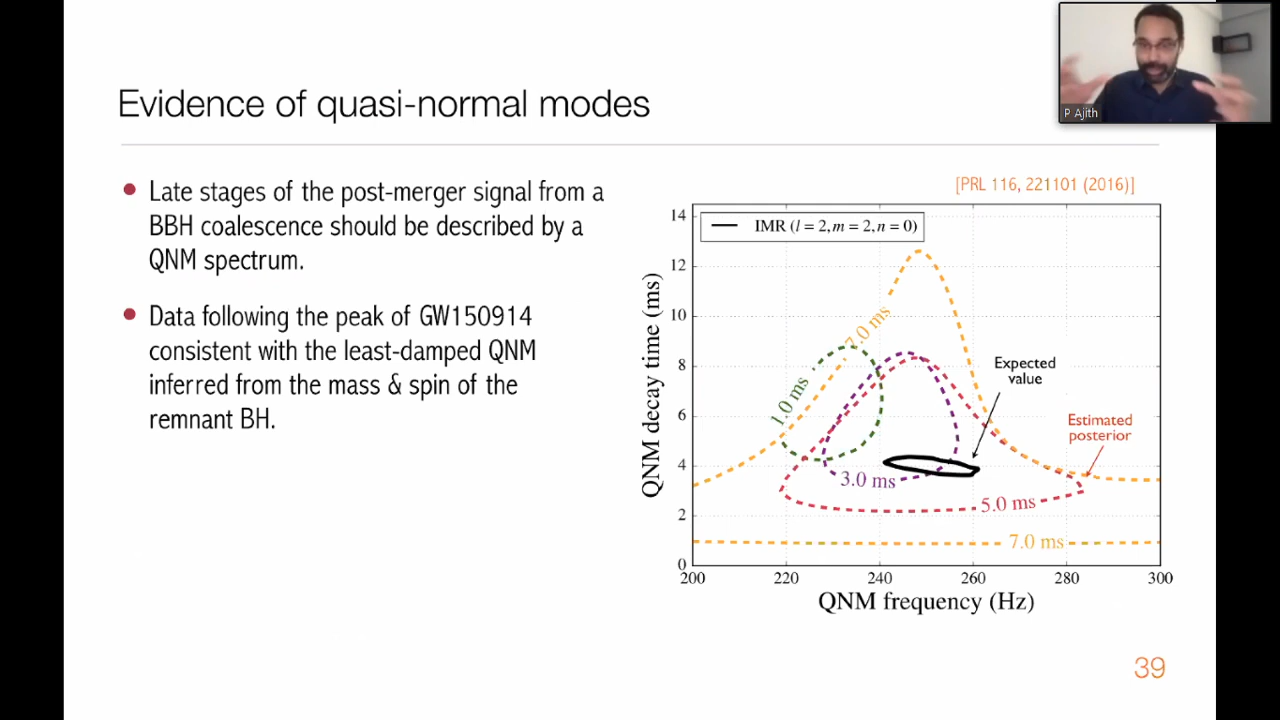 P Ajith
Evidence of quasi-normal modes
Late stages of the post-merger signal from a
BBH coalescence should be described by a
QNM spectrum.
Data following the peak of GW150914
consistent with the least-damped QNM
inferred from the mass & spin of the
remnant BH.
[PRL 116, 221101 (2016)]
IMR (l = 2, m = 2, n = 0)
14
12
10
8
6
4
2
0
QNM decay time (ms)
7.0 ms
1.0 ms
3.0 ms
5.0 ms
7.0 ms
Expected
value
Estimated
posterior
200 220 240 260 280 300
QNM frequency (Hz)
39